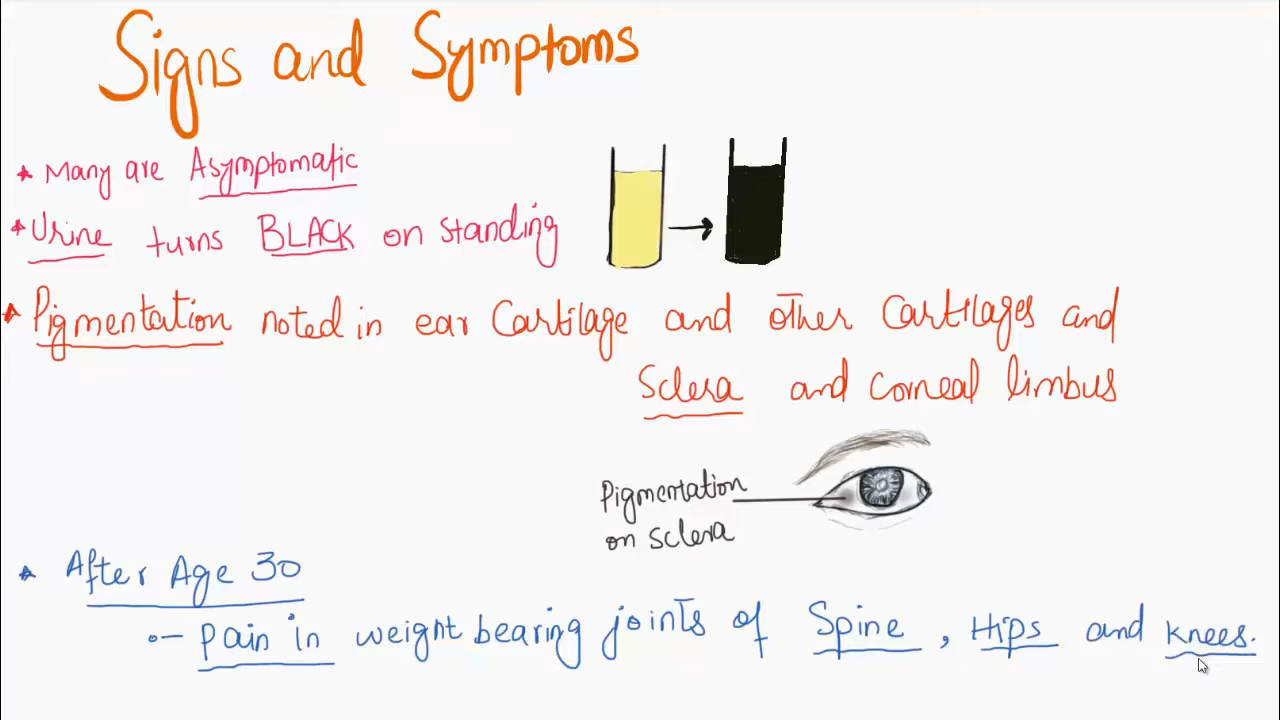 Signs and Symptoms
* Many are Asymptomatic
* Urine turns BLACK on standing
* Pigmentation noted in ear Cartilage and other Cartilages and
Sclera and corneal limbus
Pigmentation
on sclera
* After Age 30
o- Pain in weight bearing joints of Spine, Hips and knees.